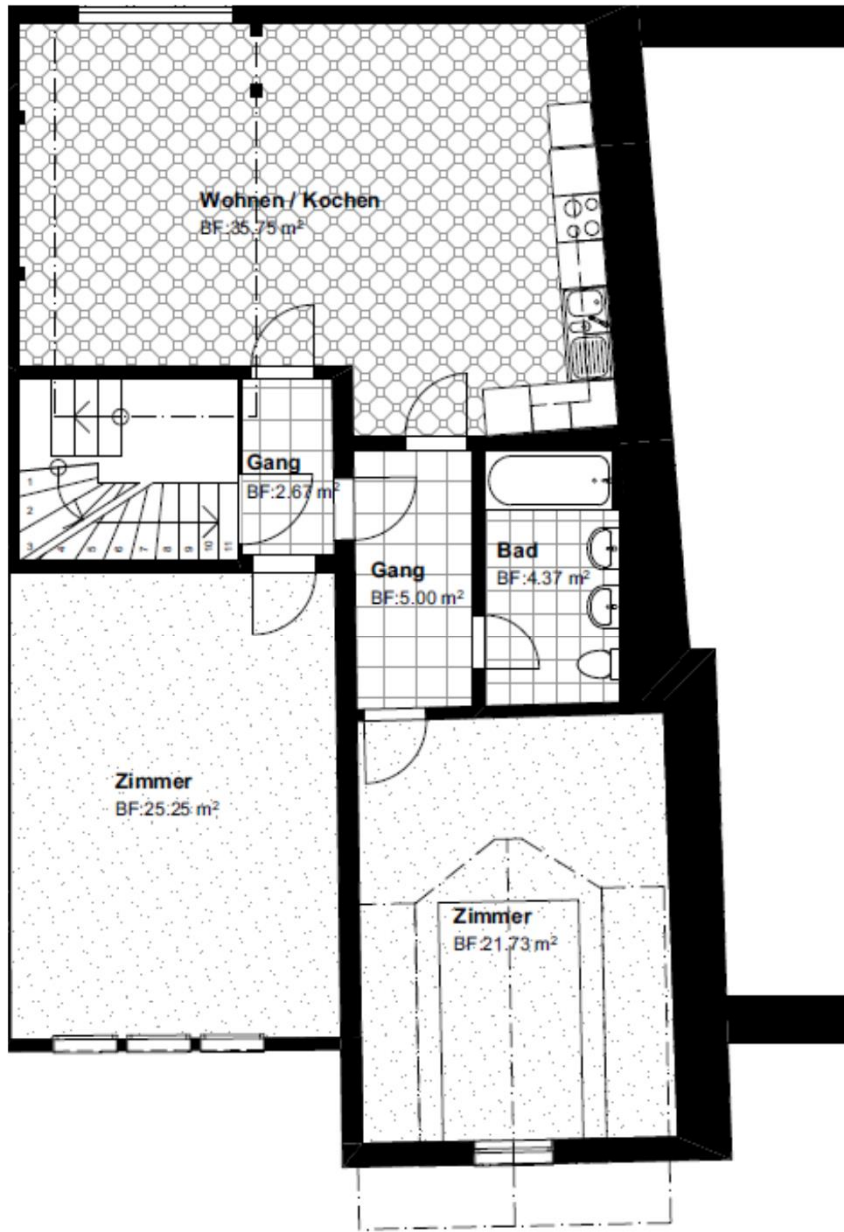 Wohnen / Kochen
BF:35.75 m²
Gang
BF:2.67 m²
1
2
3
4
5
6
7
8
9
10
11
Gang
BF:5.00 m²
Bad
BF:4.37 m²
Zimmer
BF:25.25 m²
Zimmer
BF:21.73 m²